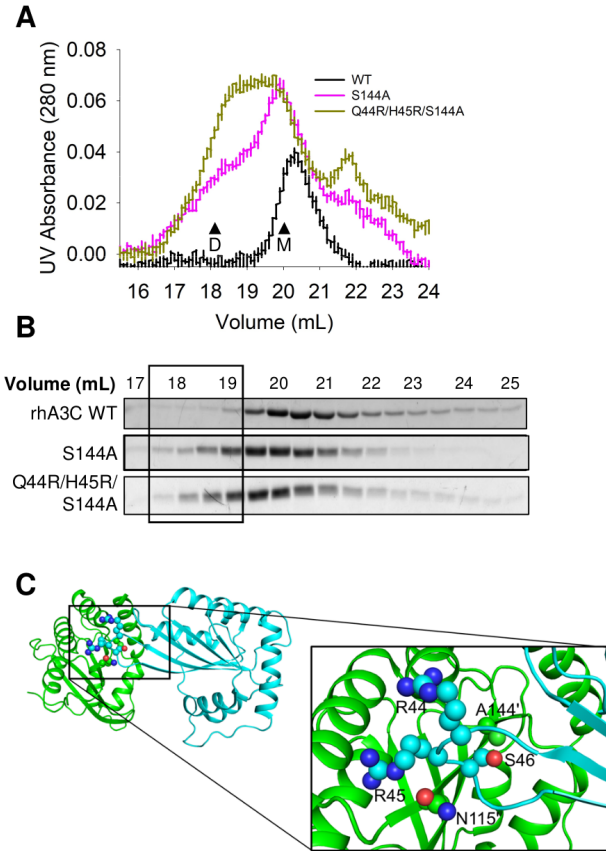 A
UV Absorbance (280 nm)
0.08
0.06
0.04
0.02
0.00
WT
S144A
Q44R/H45R/S144A
D
M
16 17 18 19 20 21 22 23 24
Volume (mL)
B
Volume (mL) 17 18 19 20 21 22 23 24 25
rhA3C WT
S144A
Q44R/H45R/
S144A
C
R44
A144'
S46
R45
N115'